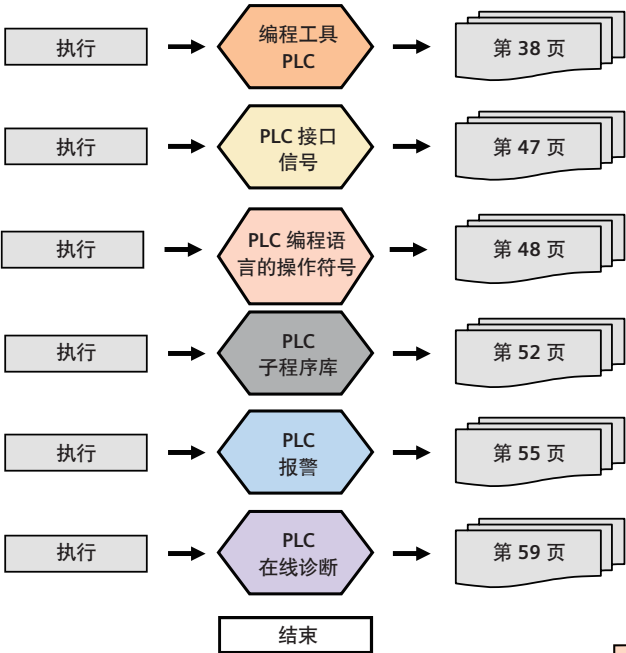 执行
编程工具
PLC
第 38 页
执行
PLC 接口
信号
第 47 页
执行
PLC 编程语
言的操作符号
第 48 页
执行
PLC
子程序库
第 52 页
执行
PLC
报警
第 55 页
执行
PLC
在线诊断
第 59 页
结束